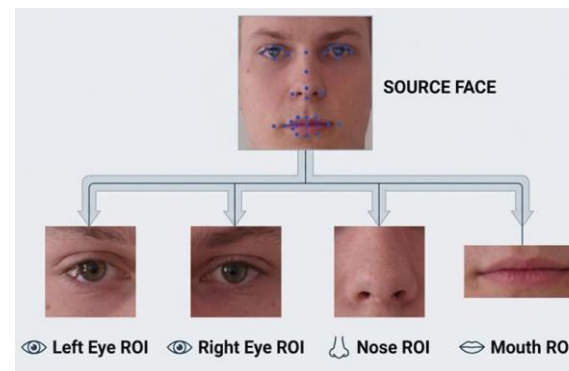 SOURCE FACE
Left Eye ROI
Right Eye ROI
Nose ROI
Mouth RO